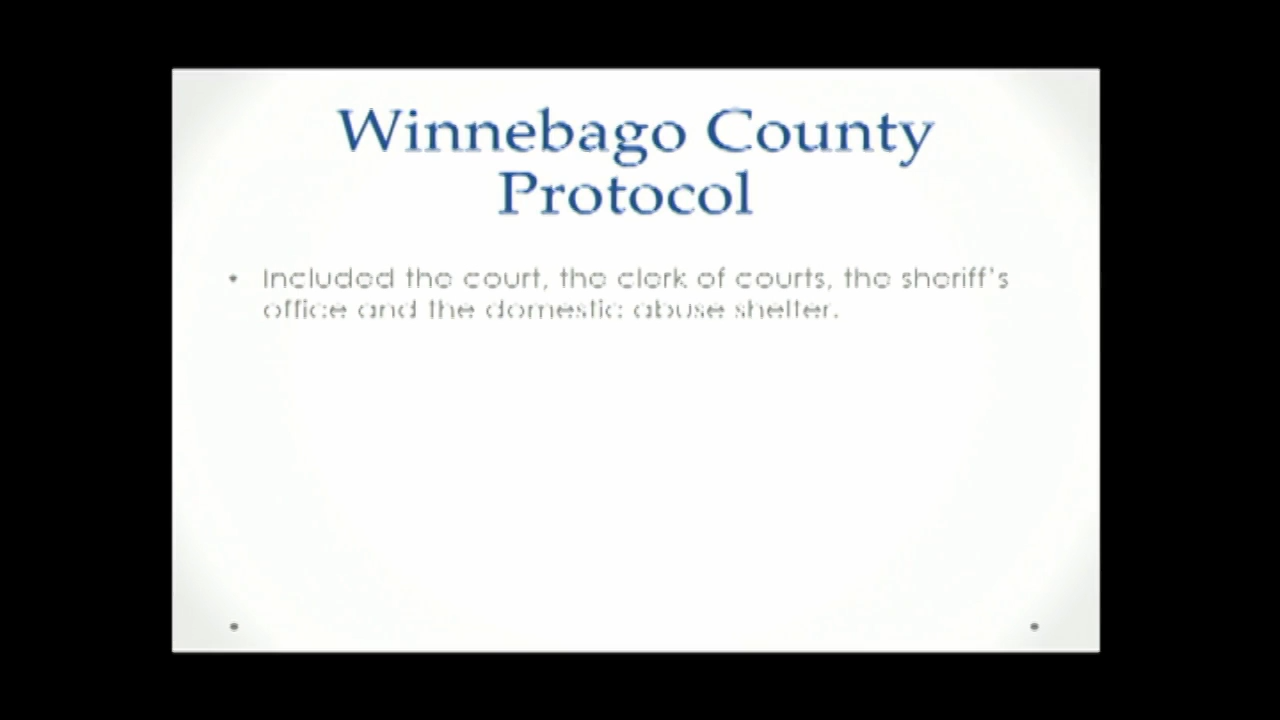 Winnebago County
Protocol
• Included the court, the clerk of courts, the sheriff's
office and the domestic abuse shelter.